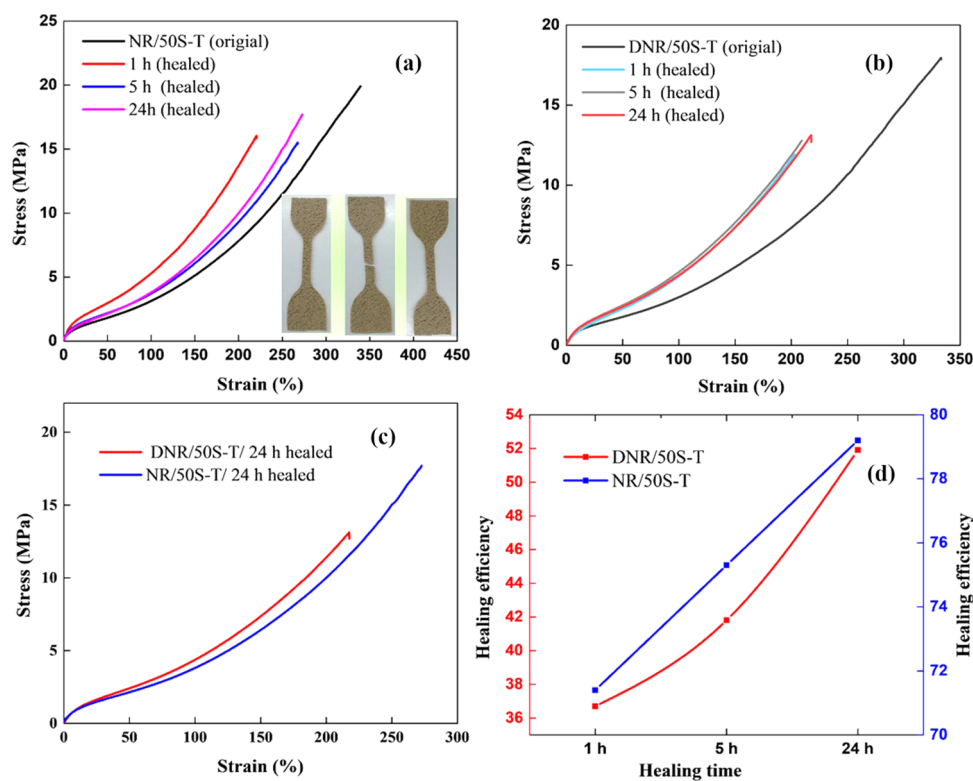 25
20
15
10
5
0
Stress (MPa)
NR/50S-T (origial)
1 h (healed)
5 h (healed)
24h (healed)
(a)
0 50 100 150 200 250 300 350 400 450
Strain (%)
20
16
12
8
4
0
Stress (MPa)
DNR/50S-T (origial)
1 h (healed)
5 h (healed)
24 h (healed)
(b)
0 50 100 150 200 250 300 350
Strain (%)
20
15
10
5
0
Stress (MPa)
(c)
DNR/50S-T/ 24 h healed
NR/50S-T/ 24 h healed
0 50 100 150 200 250 300
Strain (%)
54
52
50
48
46
44
42
40
38
36
Healing efficiency
DNR/50S-T
NR/50S-T
(d)
80
78
76
74
72
70
Healing efficiency
1 h 5 h 24 h
Healing time